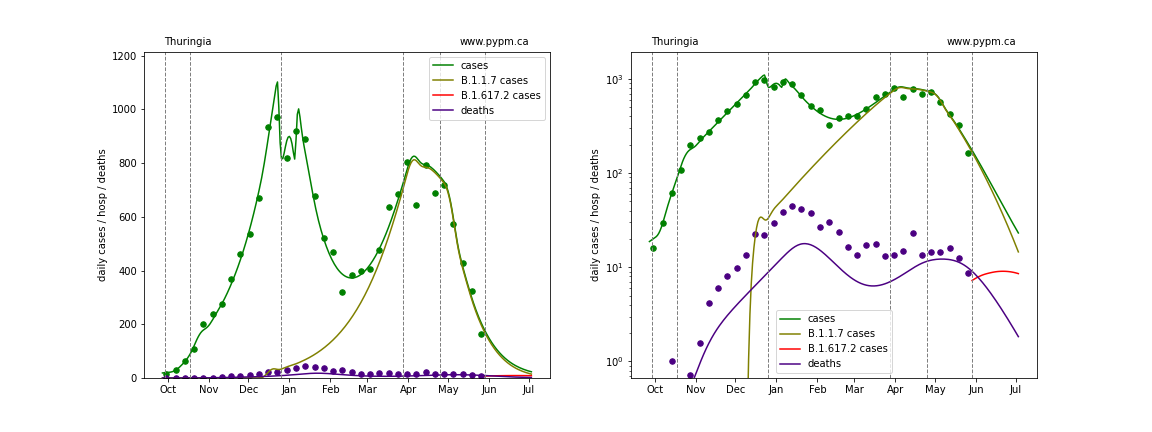 Thuringia www.pypm.ca
1200
1000
800
600
400
200
0
daily cases / hosp / deaths
cases
B.1.1.7 cases
B.1.617.2 cases
deaths
Oct Nov Dec Jan Feb Mar Apr May Jun Jul
Thuringia www.pypm.ca
10³
10²
10¹
10⁰
daily cases / hosp / deaths
cases
B.1.1.7 cases
B.1.617.2 cases
deaths
Oct Nov Dec Jan Feb Mar Apr May Jun Jul